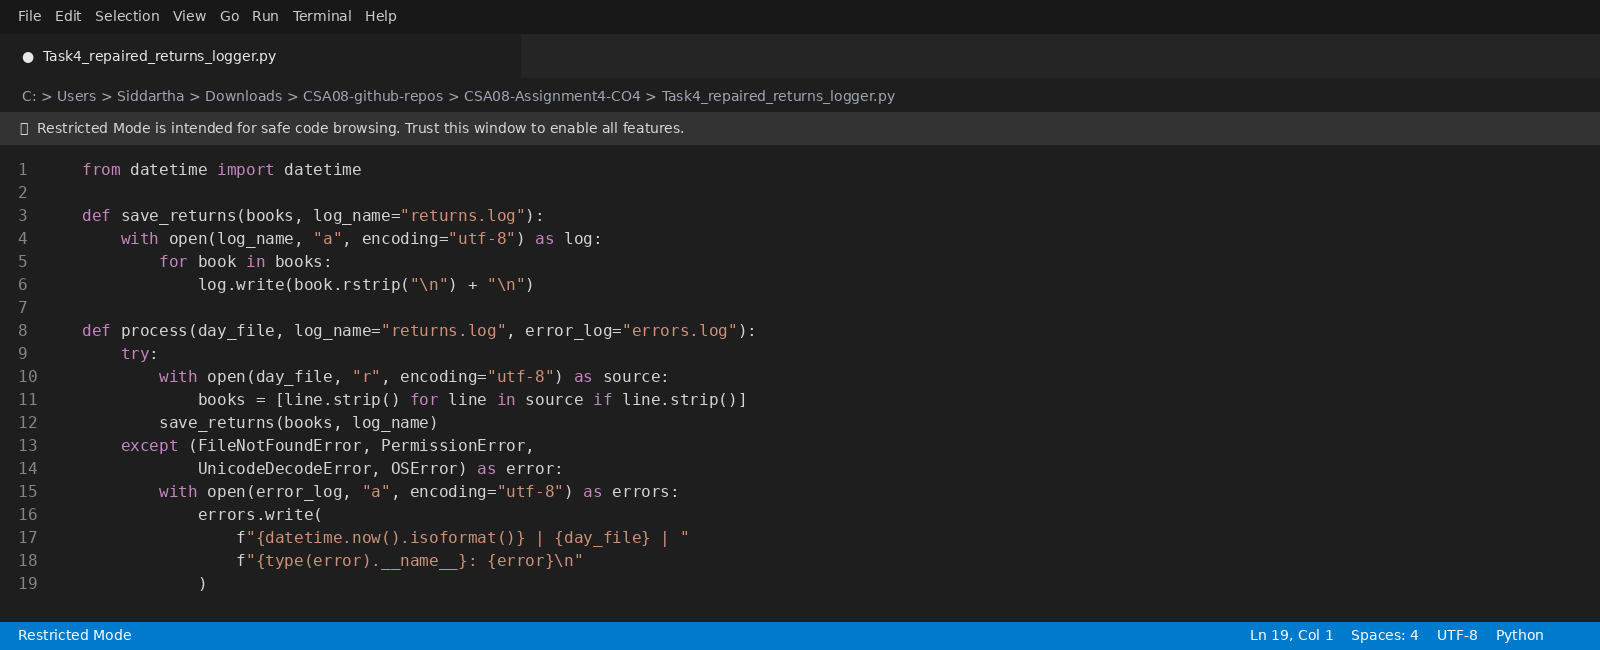 File Edit Selection View Go Run Terminal Help
● Task4_repaired_returns_logger.py
C: > Users > Siddartha > Downloads > CSA08-github-repos > CSA08-Assignment4-CO4 > Task4_repaired_returns_logger.py
Restricted Mode is intended for safe code browsing. Trust this window to enable all features.
1 from datetime import datetime
2
3 def save_returns(books, log_name="returns.log"):
4     with open(log_name, "a", encoding="utf-8") as log:
5         for book in books:
6             log.write(book.rstrip("\n") + "\n")
7
8 def process(day_file, log_name="returns.log", error_log="errors.log"):
9     try:
10         with open(day_file, "r", encoding="utf-8") as source:
11             books = [line.strip() for line in source if line.strip()]
12         save_returns(books, log_name)
13     except (FileNotFoundError, PermissionError,
14             UnicodeDecodeError, OSError) as error:
15         with open(error_log, "a", encoding="utf-8") as errors:
16             errors.write(
17                 f"{datetime.now().isoformat()} | {day_file} | "
18                 f"{type(error).__name__}: {error}\n"
19             )
Restricted Mode Ln 19, Col 1 Spaces: 4 UTF-8 Python